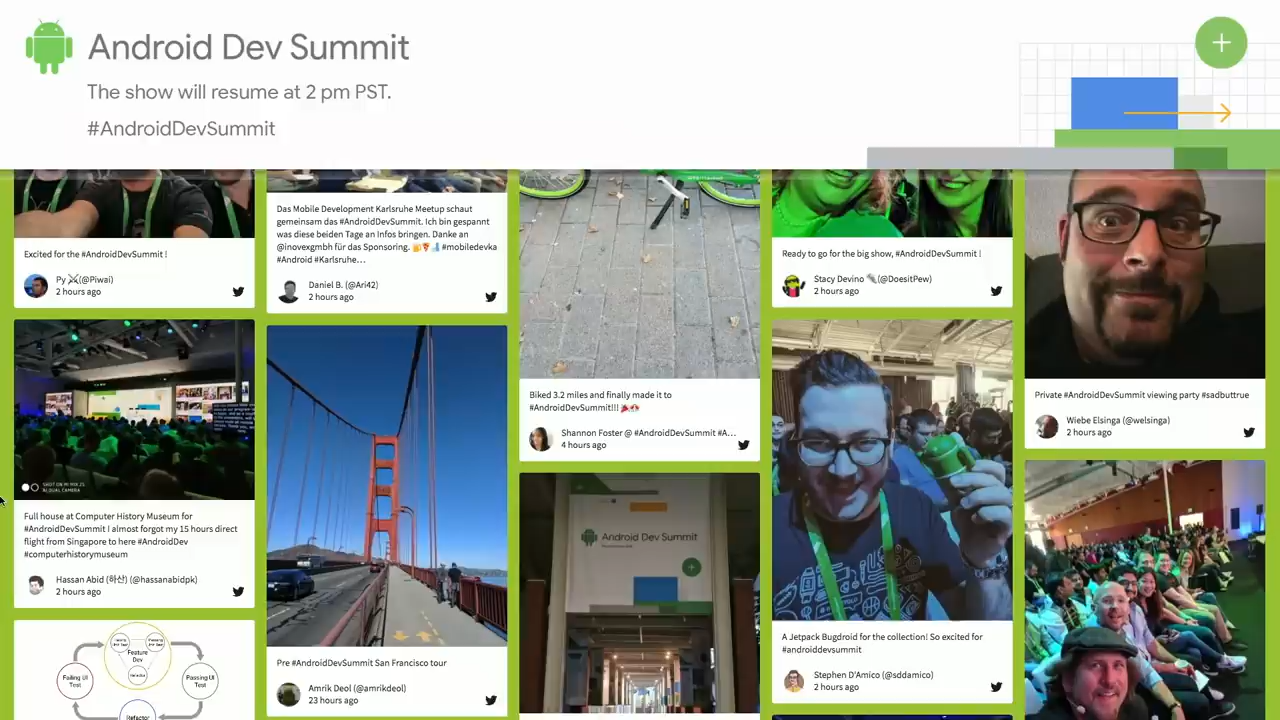 Android Dev Summit
The show will resume at 2 pm PST.
#AndroidDevSummit
Excited for the #AndroidDevSummit !
Py ⚔(@Piwai)
2 hours ago
Full house at Computer History Museum for
#AndroidDevSummit I almost forgot my 15 hours direct
flight from Singapore to here #AndroidDev
#computerhistorymuseum
Hassan Abid (하산) (@hassanabidpk)
2 hours ago
SHOT ON MI MIX 2S
AI DUAL CAMERA
Feature
Dev
Failing UI
Test
Passing UI
Test
Refactor
Das Mobile Development Karlsruhe Meetup schaut
gemeinsam das #AndroidDevSummit. Ich bin gespannt
was diese beiden Tage an Infos bringen. Danke an
@inovexgmbh für das Sponsoring. 🍻🍕 #mobiledevka
#Android #Karlsruhe…
Daniel B. (@Ari42)
2 hours ago
Pre #AndroidDevSummit San Francisco tour
Amrik Deol (@amrikdeol)
23 hours ago
Biked 3.2 miles and finally made it to
#AndroidDevSummit!!!
Shannon Foster @ #AndroidDevSummit #A…
4 hours ago
Android Dev Summit
Ready to go for the big show, #AndroidDevSummit !
Stacy Devino (@DoesitPew)
2 hours ago
A Jetpack Bugdroid for the collection! So excited for
#androiddevsummit
Stephen D'Amico (@sddamico)
2 hours ago
Private #AndroidDevSummit viewing party #sadbuttrue
Wiebe Elsinga (@welsinga)
2 hours ago